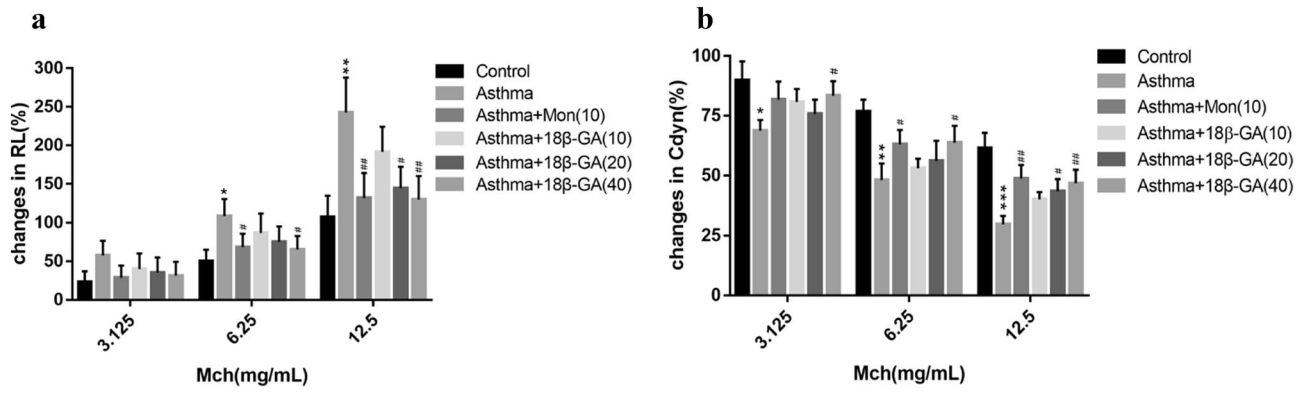 a
changes in RL(%)
300
250
200
150
100
50
0
*
#
#
**
##
#
##
3.125
6.25
12.5
Mch(mg/mL)
Control
Asthma
Asthma+Mon(10)
Asthma+18β-GA(10)
Asthma+18β-GA(20)
Asthma+18β-GA(40)
b
changes in Cdyn(%)
100
75
50
25
0
*
#
***
#
#
***
##
#
##
3.125
6.25
12.5
Mch(mg/mL)
Control
Asthma
Asthma+Mon(10)
Asthma+18β-GA(10)
Asthma+18β-GA(20)
Asthma+18β-GA(40)